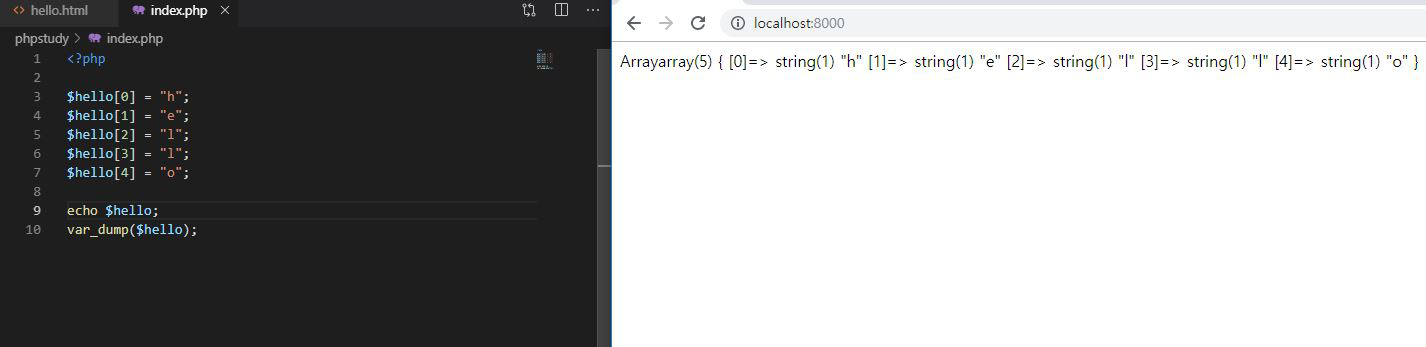 hello.html
index.php
phpstudy > index.php
1 <?php
2
3 $hello[0] = "h";
4 $hello[1] = "e";
5 $hello[2] = "l";
6 $hello[3] = "l";
7 $hello[4] = "o";
8
9 echo $hello;
10 var_dump($hello);
localhost:8000
Arrayarray(5) { [0]=> string(1) "h" [1]=> string(1) "e" [2]=> string(1) "l" [3]=> string(1) "l" [4]=> string(1) "o" }